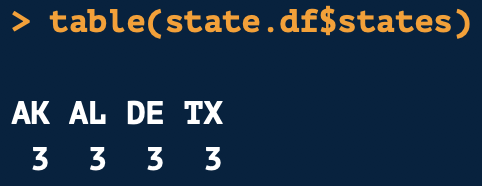 > table(state.df$states)
AK AL DE TX
3 3 3 3